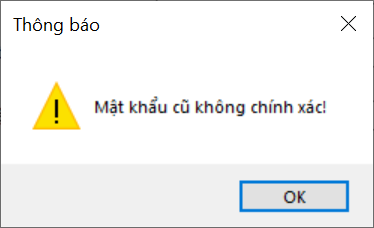 Thông báo
Mật khẩu cũ không chính xác!
OK